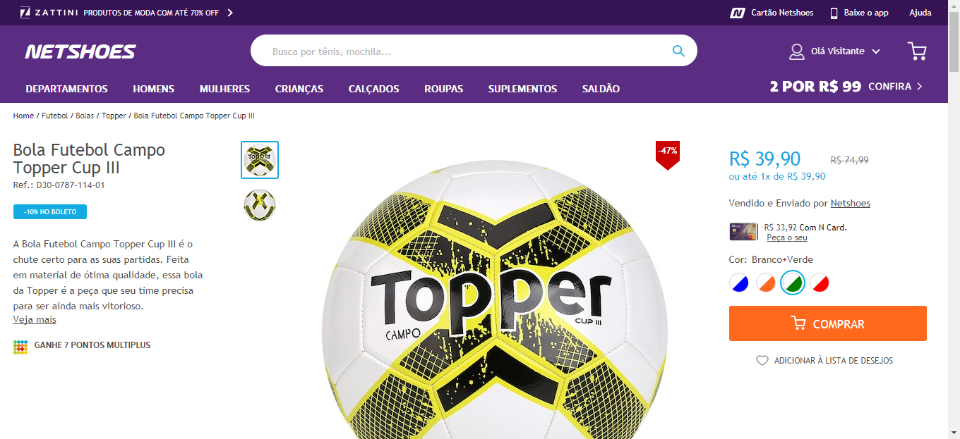 ZATTINI PRODUTOS DE MODA COM ATÉ 70% OFF
Cartão Netshoes
Baixe o app
Ajuda
NETSHOES
Busca por tênis, mochila...
Olá Visitante
DEPARTAMENTOS HOMENS MULHERES CRIANÇAS CALÇADOS ROUPAS SUPLEMENTOS SALDÃO
2 POR R$ 99 CONFIRA
Home / Futebol / Bolas / Topper / Bola Futebol Campo Topper Cup III
Bola Futebol Campo
Topper Cup III
Ref.: D30-0787-114-01
-10% NO BOLETO
A Bola Futebol Campo Topper Cup III é o
chute certo para as suas partidas. Feita
em material de ótima qualidade, essa bola
da Topper é a peça que seu time precisa
para ser ainda mais vitorioso.
Veja mais
GANHE 7 PONTOS MULTIPLUS
-47%
Topper
CAMPO
CUP III
R$ 39,90 R$ 74,99
ou até 1x de R$ 39,90
Vendido e Enviado por Netshoes
R$ 33,92 Com N Card.
Peça o seu
Cor: Branco+Verde
COMPRAR
ADICIONAR À LISTA DE DESEJOS